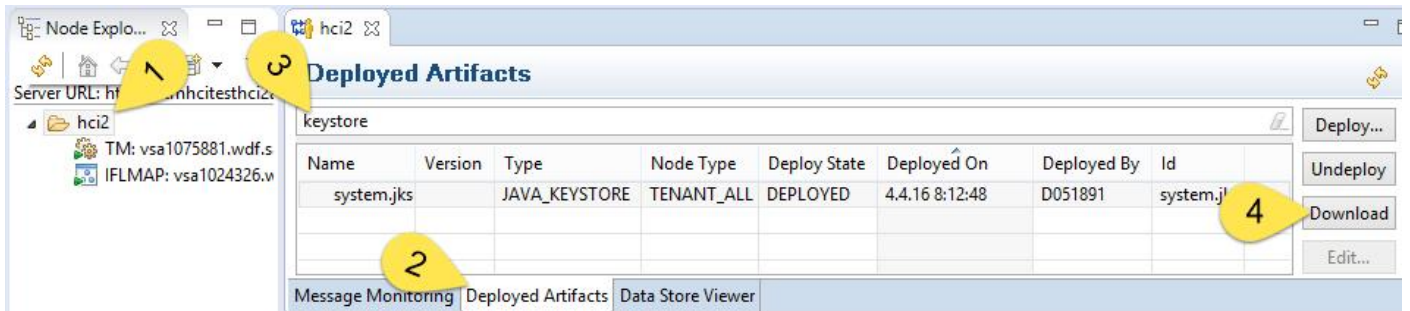 Node Explo...
hci2
Deployed Artifacts
Server URL:
1
3
keystore
hci2
TM: vsa1075881.wdf.s
IFLMAP: vsa1024326.w
Name Version Type Node Type Deploy State Deployed On Deployed By Id
system.jks JAVA_KEYSTORE TENANT_ALL DEPLOYED 4.4.16 8:12:48 D051891
Deploy...
Undeploy
4
Download
Edit...
2
Message Monitoring Deployed Artifacts Data Store Viewer